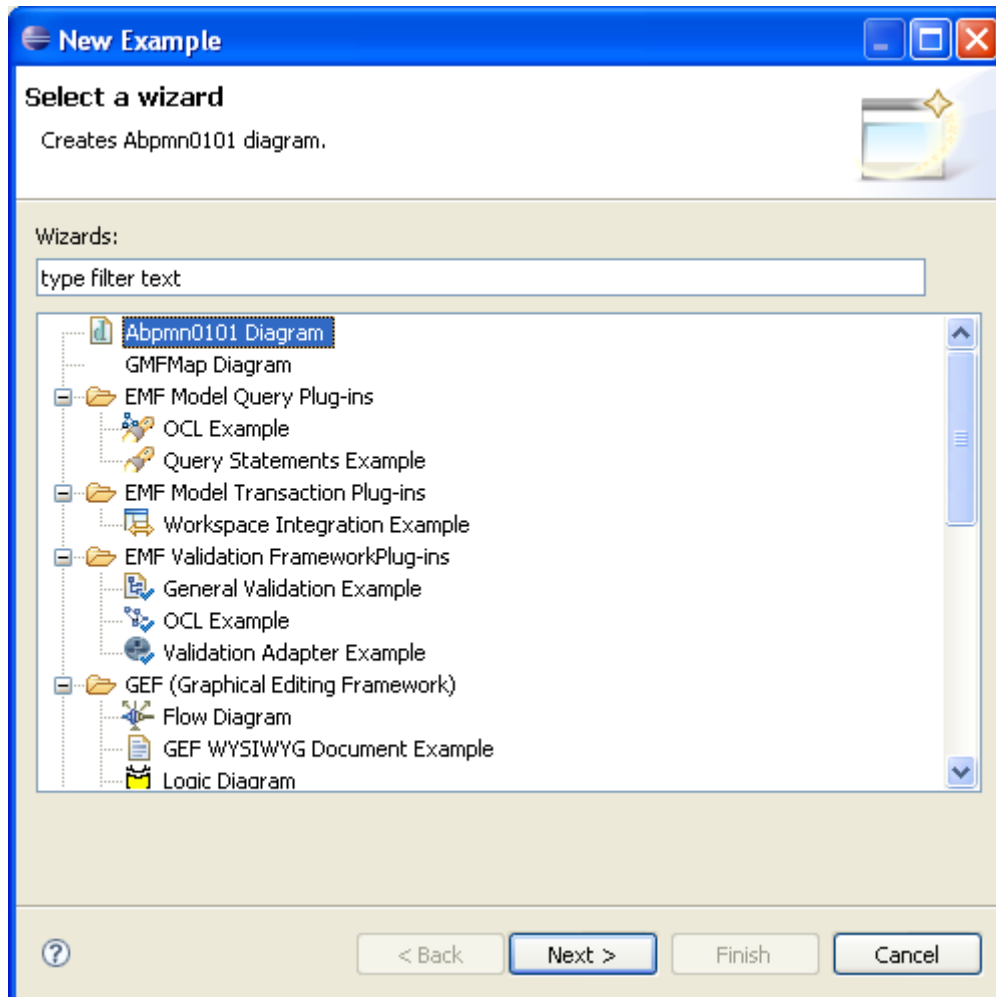 New Example
Select a wizard
Creates Abpmn0101 diagram.
Wizards:
type filter text
Abpmn0101 Diagram
GMFMap Diagram
EMF Model Query Plug-ins
OCL Example
Query Statements Example
EMF Model Transaction Plug-ins
Workspace Integration Example
EMF Validation FrameworkPlug-ins
General Validation Example
OCL Example
Validation Adapter Example
GEF (Graphical Editing Framework)
Flow Diagram
GEF WYSIWYG Document Example
Logic Diagram
< Back Next > Finish Cancel